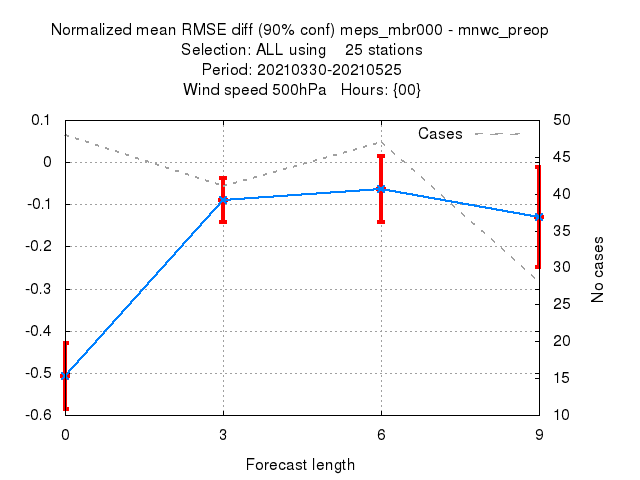 Normalized mean RMSE diff (90% conf) meps_mbr000 - mnwc_preop
Selection: ALL using 25 stations
Period: 20210330-20210525
Wind speed 500hPa Hours: {00}
Cases
0.1
0
-0.1
-0.2
-0.3
-0.4
-0.5
-0.6
50
45
40
35
30
25
20
15
10
No cases
0 3 6 9
Forecast length